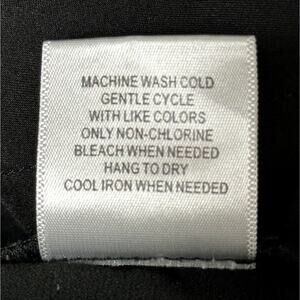 MACHINE WASH COLD
GENTLE CYCLE
WITH LIKE COLORS
ONLY NON-CHLORINE
BLEACH WHEN NEEDED
HANG TO DRY
COOL IRON WHEN NEEDED